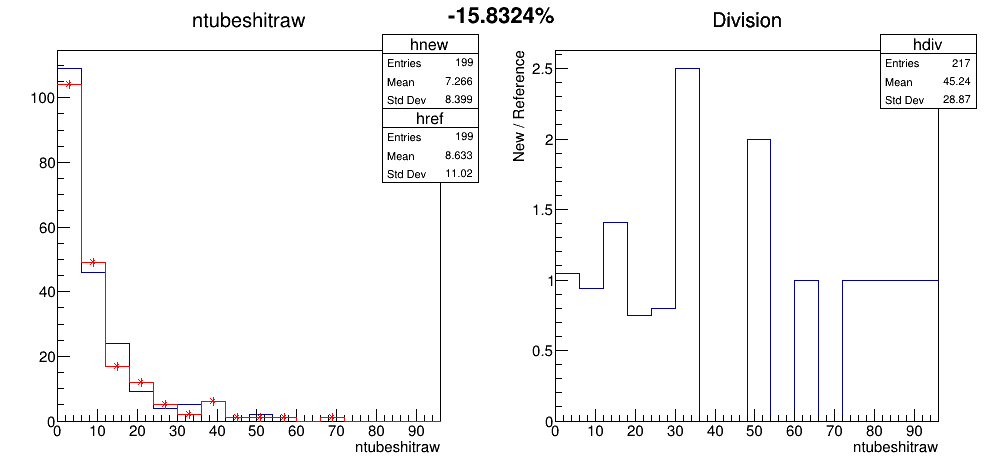 -15.8324%
ntubeshitraw
hnew
Entries 199
Mean 7.266
Std Dev 8.399
href
Entries 199
Mean 8.633
Std Dev 11.02
100
80
60
40
20
0
0 10 20 30 40 50 60 70 80 90
ntubeshitraw
Division
hdiv
Entries 217
Mean 45.24
Std Dev 28.87
New / Reference
2.5
2
1.5
1
0.5
0
0 10 20 30 40 50 60 70 80 90
ntubeshitraw